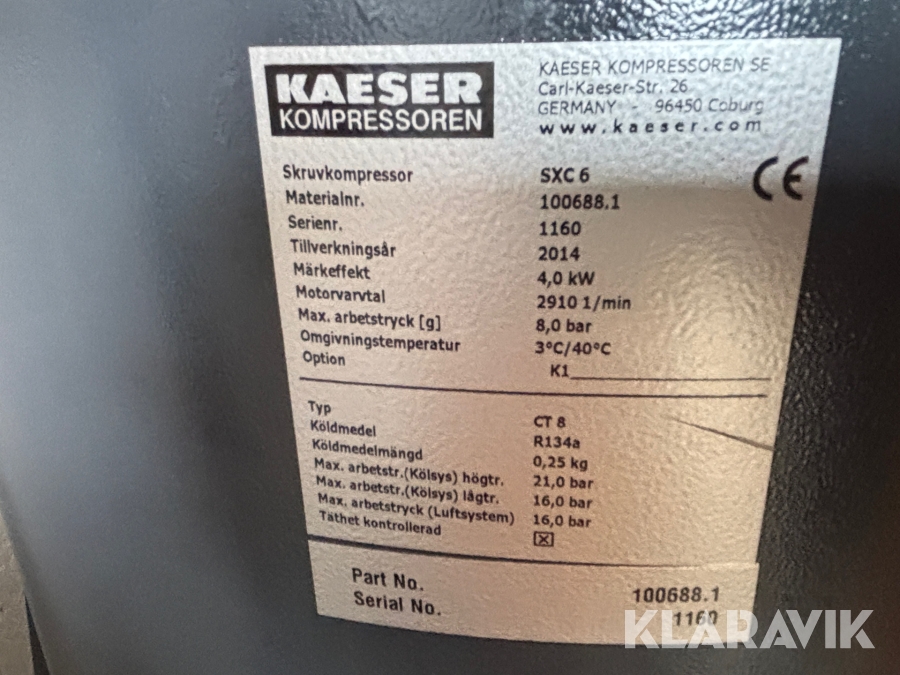 KAESER
KOMPRESSOREN
KAESER KOMPRESSOREN SE
Carl-Kaeser-Str. 26
GERMANY - 96450 Coburg
www.kaeser.com
CE
Skruvkompressor SXC 6
Materialnr. 100688.1
Serienr. 1160
Tillverkningsår 2014
Märkeffekt 4,0 kW
Motorvarvtal 2910 1/min
Max. arbetstryck [g] 8,0 bar
Omgivningstemperatur 3°C/40°C
Option K1
Typ CT 8
Köldmedel R134a
Köldmedelmängd 0,25 kg
Max. arbetstr.(Kölsys) högtr. 21,0 bar
Max. arbetstr.(Kölsys) lågtr. 16,0 bar
Max. arbetstryck (Luftsystem) 16,0 bar
Täthet kontrollerad ☒
Part No. 100688.1
Serial No. 1160
KLARAVIK